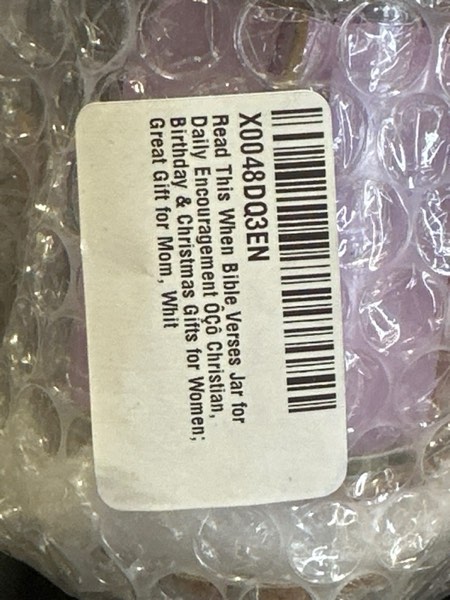 X0048DQ3EN
Read This When Bible Verses Jar for
Daily Encouragement Ôçô Christian,
Birthday & Christmas Gifts for Women;
Great Gift for Mom, Whit